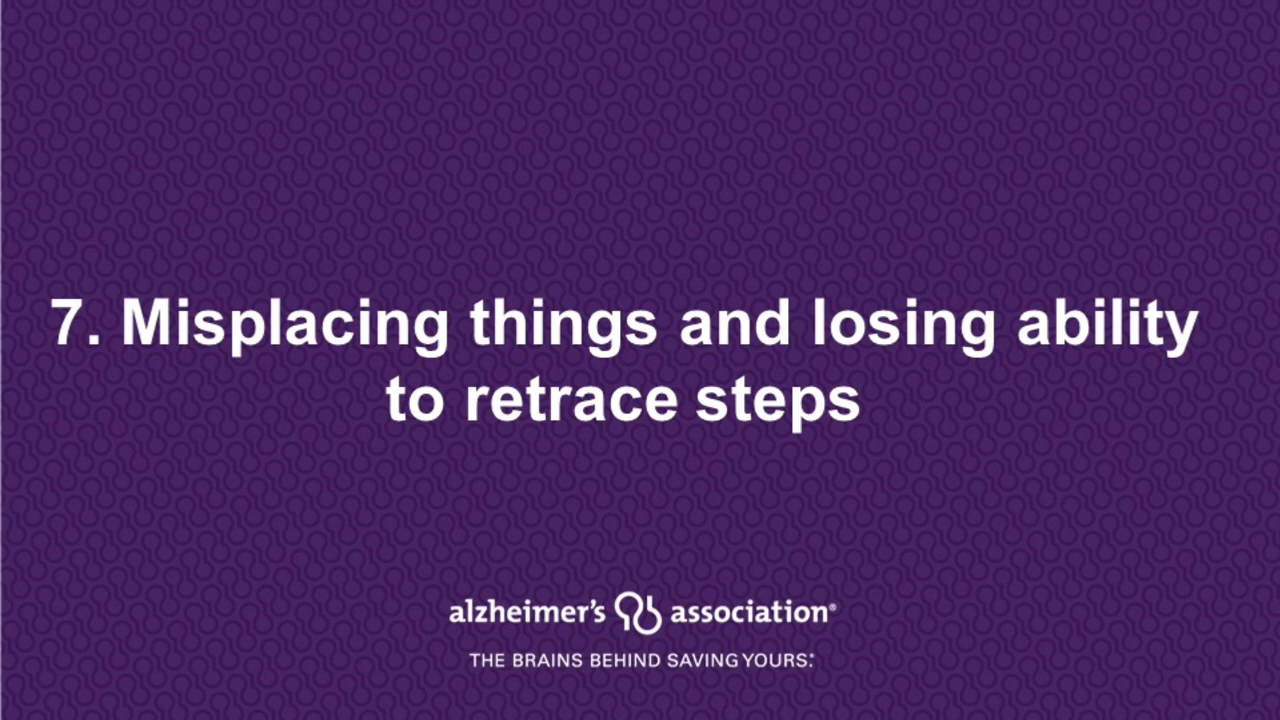 7. Misplacing things and losing ability
to retrace steps
alzheimer's association®
THE BRAINS BEHIND SAVING YOURS.®